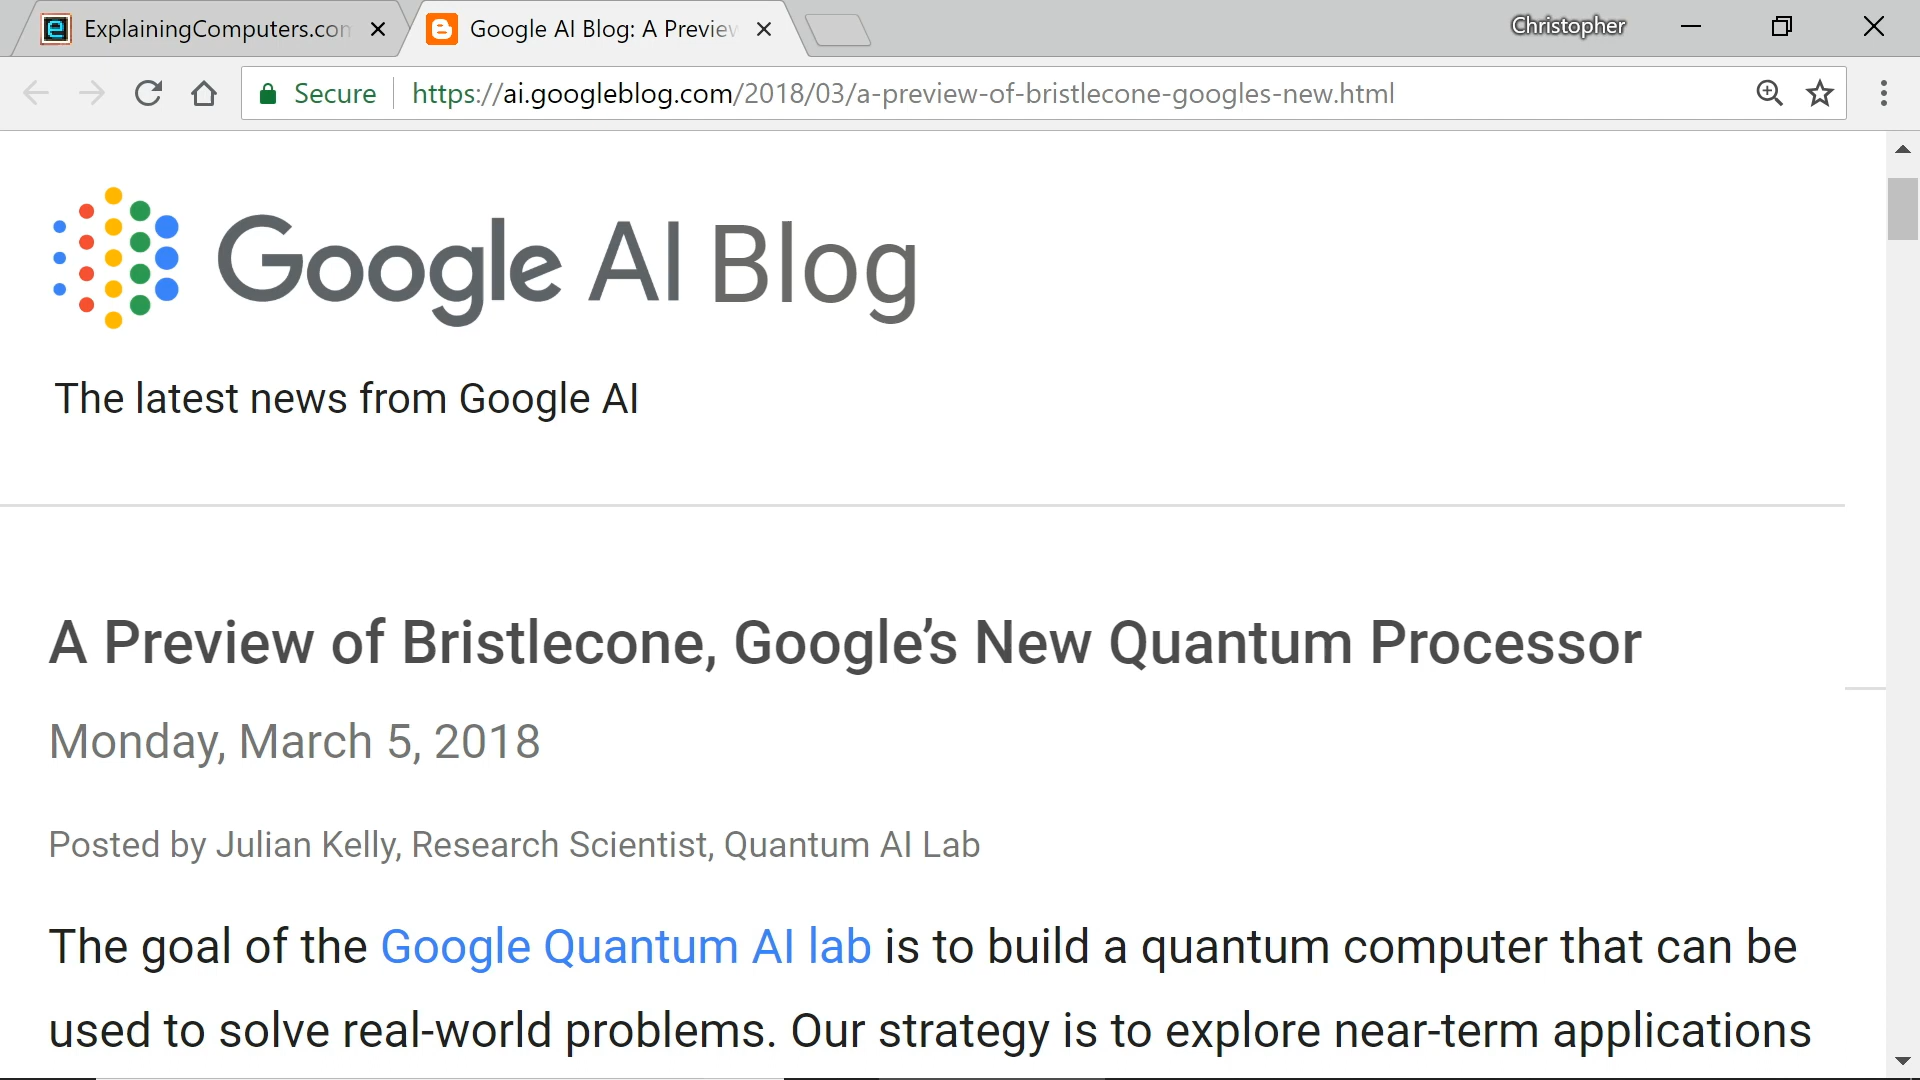 ExplainingComputers.com
Google AI Blog: A Preview
Christopher
Secure
https://ai.googleblog.com/2018/03/a-preview-of-bristlecone-googles-new.html
Google AI Blog
The latest news from Google AI
A Preview of Bristlecone, Google’s New Quantum Processor
Monday, March 5, 2018
Posted by Julian Kelly, Research Scientist, Quantum AI Lab
The goal of the Google Quantum AI lab is to build a quantum computer that can be
used to solve real-world problems. Our strategy is to explore near-term applications